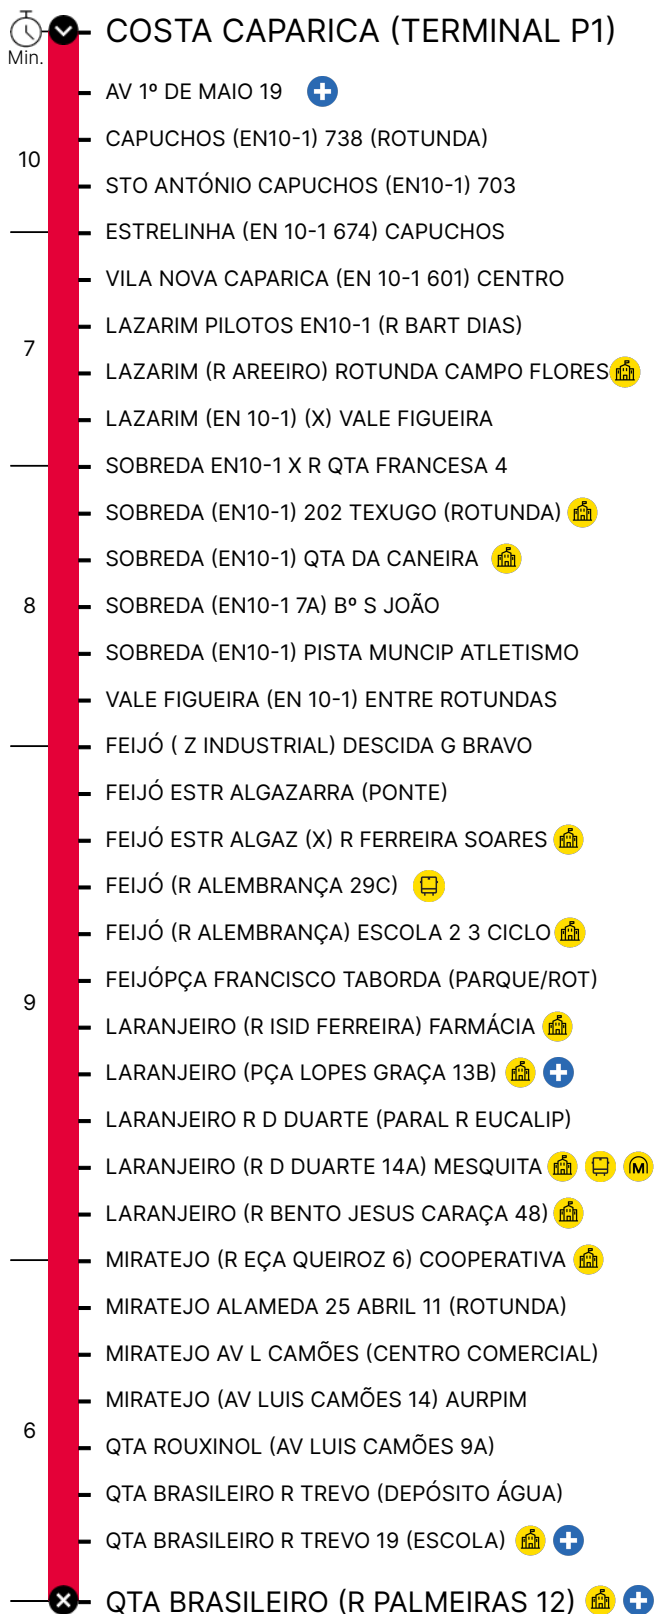 COSTA CAPARICA (TERMINAL P1)
Min.
AV 1º DE MAIO 19
CAPUCHOS (EN10-1) 738 (ROTUNDA)
10
STO ANTÓNIO CAPUCHOS (EN10-1) 703
ESTRELINHA (EN 10-1 674) CAPUCHOS
VILA NOVA CAPARICA (EN 10-1 601) CENTRO
LAZARIM PILOTOS EN10-1 (R BART DIAS)
7
LAZARIM (R AREEIRO) ROTUNDA CAMPO FLORES
LAZARIM (EN 10-1) (X) VALE FIGUEIRA
SOBREDA EN10-1 X R QTA FRANCESA 4
SOBREDA (EN10-1) 202 TEXUGO (ROTUNDA)
SOBREDA (EN10-1) QTA DA CANEIRA
8
SOBREDA (EN10-1 7A) Bº S JOÃO
SOBREDA (EN10-1) PISTA MUNCIP ATLETISMO
VALE FIGUEIRA (EN 10-1) ENTRE ROTUNDAS
FEIJÓ ( Z INDUSTRIAL) DESCIDA G BRAVO
FEIJÓ ESTR ALGAZARRA (PONTE)
FEIJÓ ESTR ALGAZ (X) R FERREIRA SOARES
FEIJÓ (R ALEMBRANÇA 29C)
FEIJÓ (R ALEMBRANÇA) ESCOLA 2 3 CICLO
FEIJÓPÇA FRANCISCO TABORDA (PARQUE/ROT)
9
LARANJEIRO (R ISID FERREIRA) FARMÁCIA
LARANJEIRO (PÇA LOPES GRAÇA 13B)
LARANJEIRO R D DUARTE (PARAL R EUCALIP)
LARANJEIRO (R D DUARTE 14A) MESQUITA
M
LARANJEIRO (R BENTO JESUS CARAÇA 48)
MIRATEJO (R EÇA QUEIROZ 6) COOPERATIVA
MIRATEJO ALAMEDA 25 ABRIL 11 (ROTUNDA)
MIRATEJO AV L CAMÕES (CENTRO COMERCIAL)
MIRATEJO (AV LUIS CAMÕES 14) AURPIM
6
QTA ROUXINOL (AV LUIS CAMÕES 9A)
QTA BRASILEIRO R TREVO (DEPÓSITO ÁGUA)
QTA BRASILEIRO R TREVO 19 (ESCOLA)
QTA BRASILEIRO (R PALMEIRAS 12)